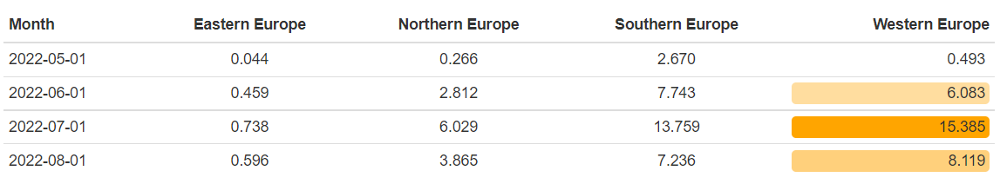 Month Eastern Europe Northern Europe Southern Europe Western Europe
2022-05-01 0.044 0.266 2.670 0.493
2022-06-01 0.459 2.812 7.743 6.083
2022-07-01 0.738 6.029 13.759 15.385
2022-08-01 0.596 3.865 7.236 8.119